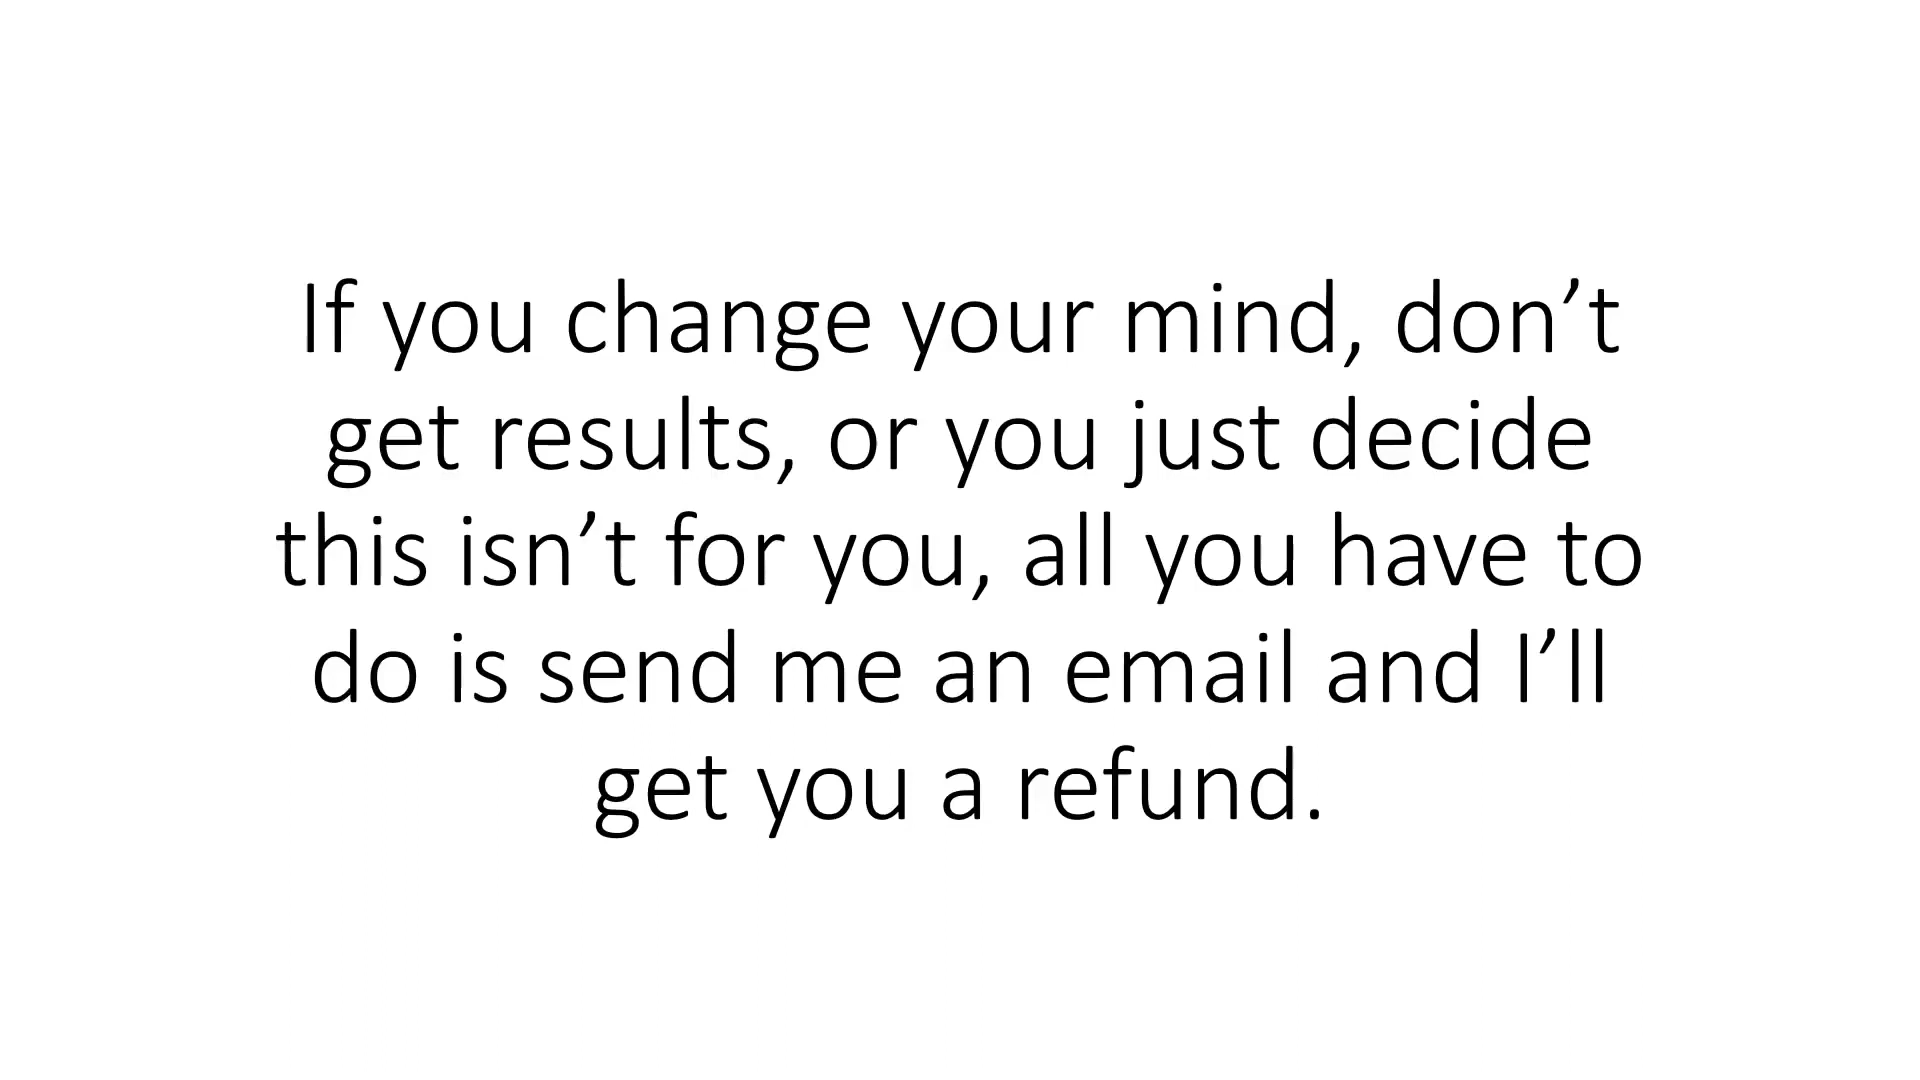 If you change your mind, don’t
get results, or you just decide
this isn’t for you, all you have to
do is send me an email and I’ll
get you a refund.